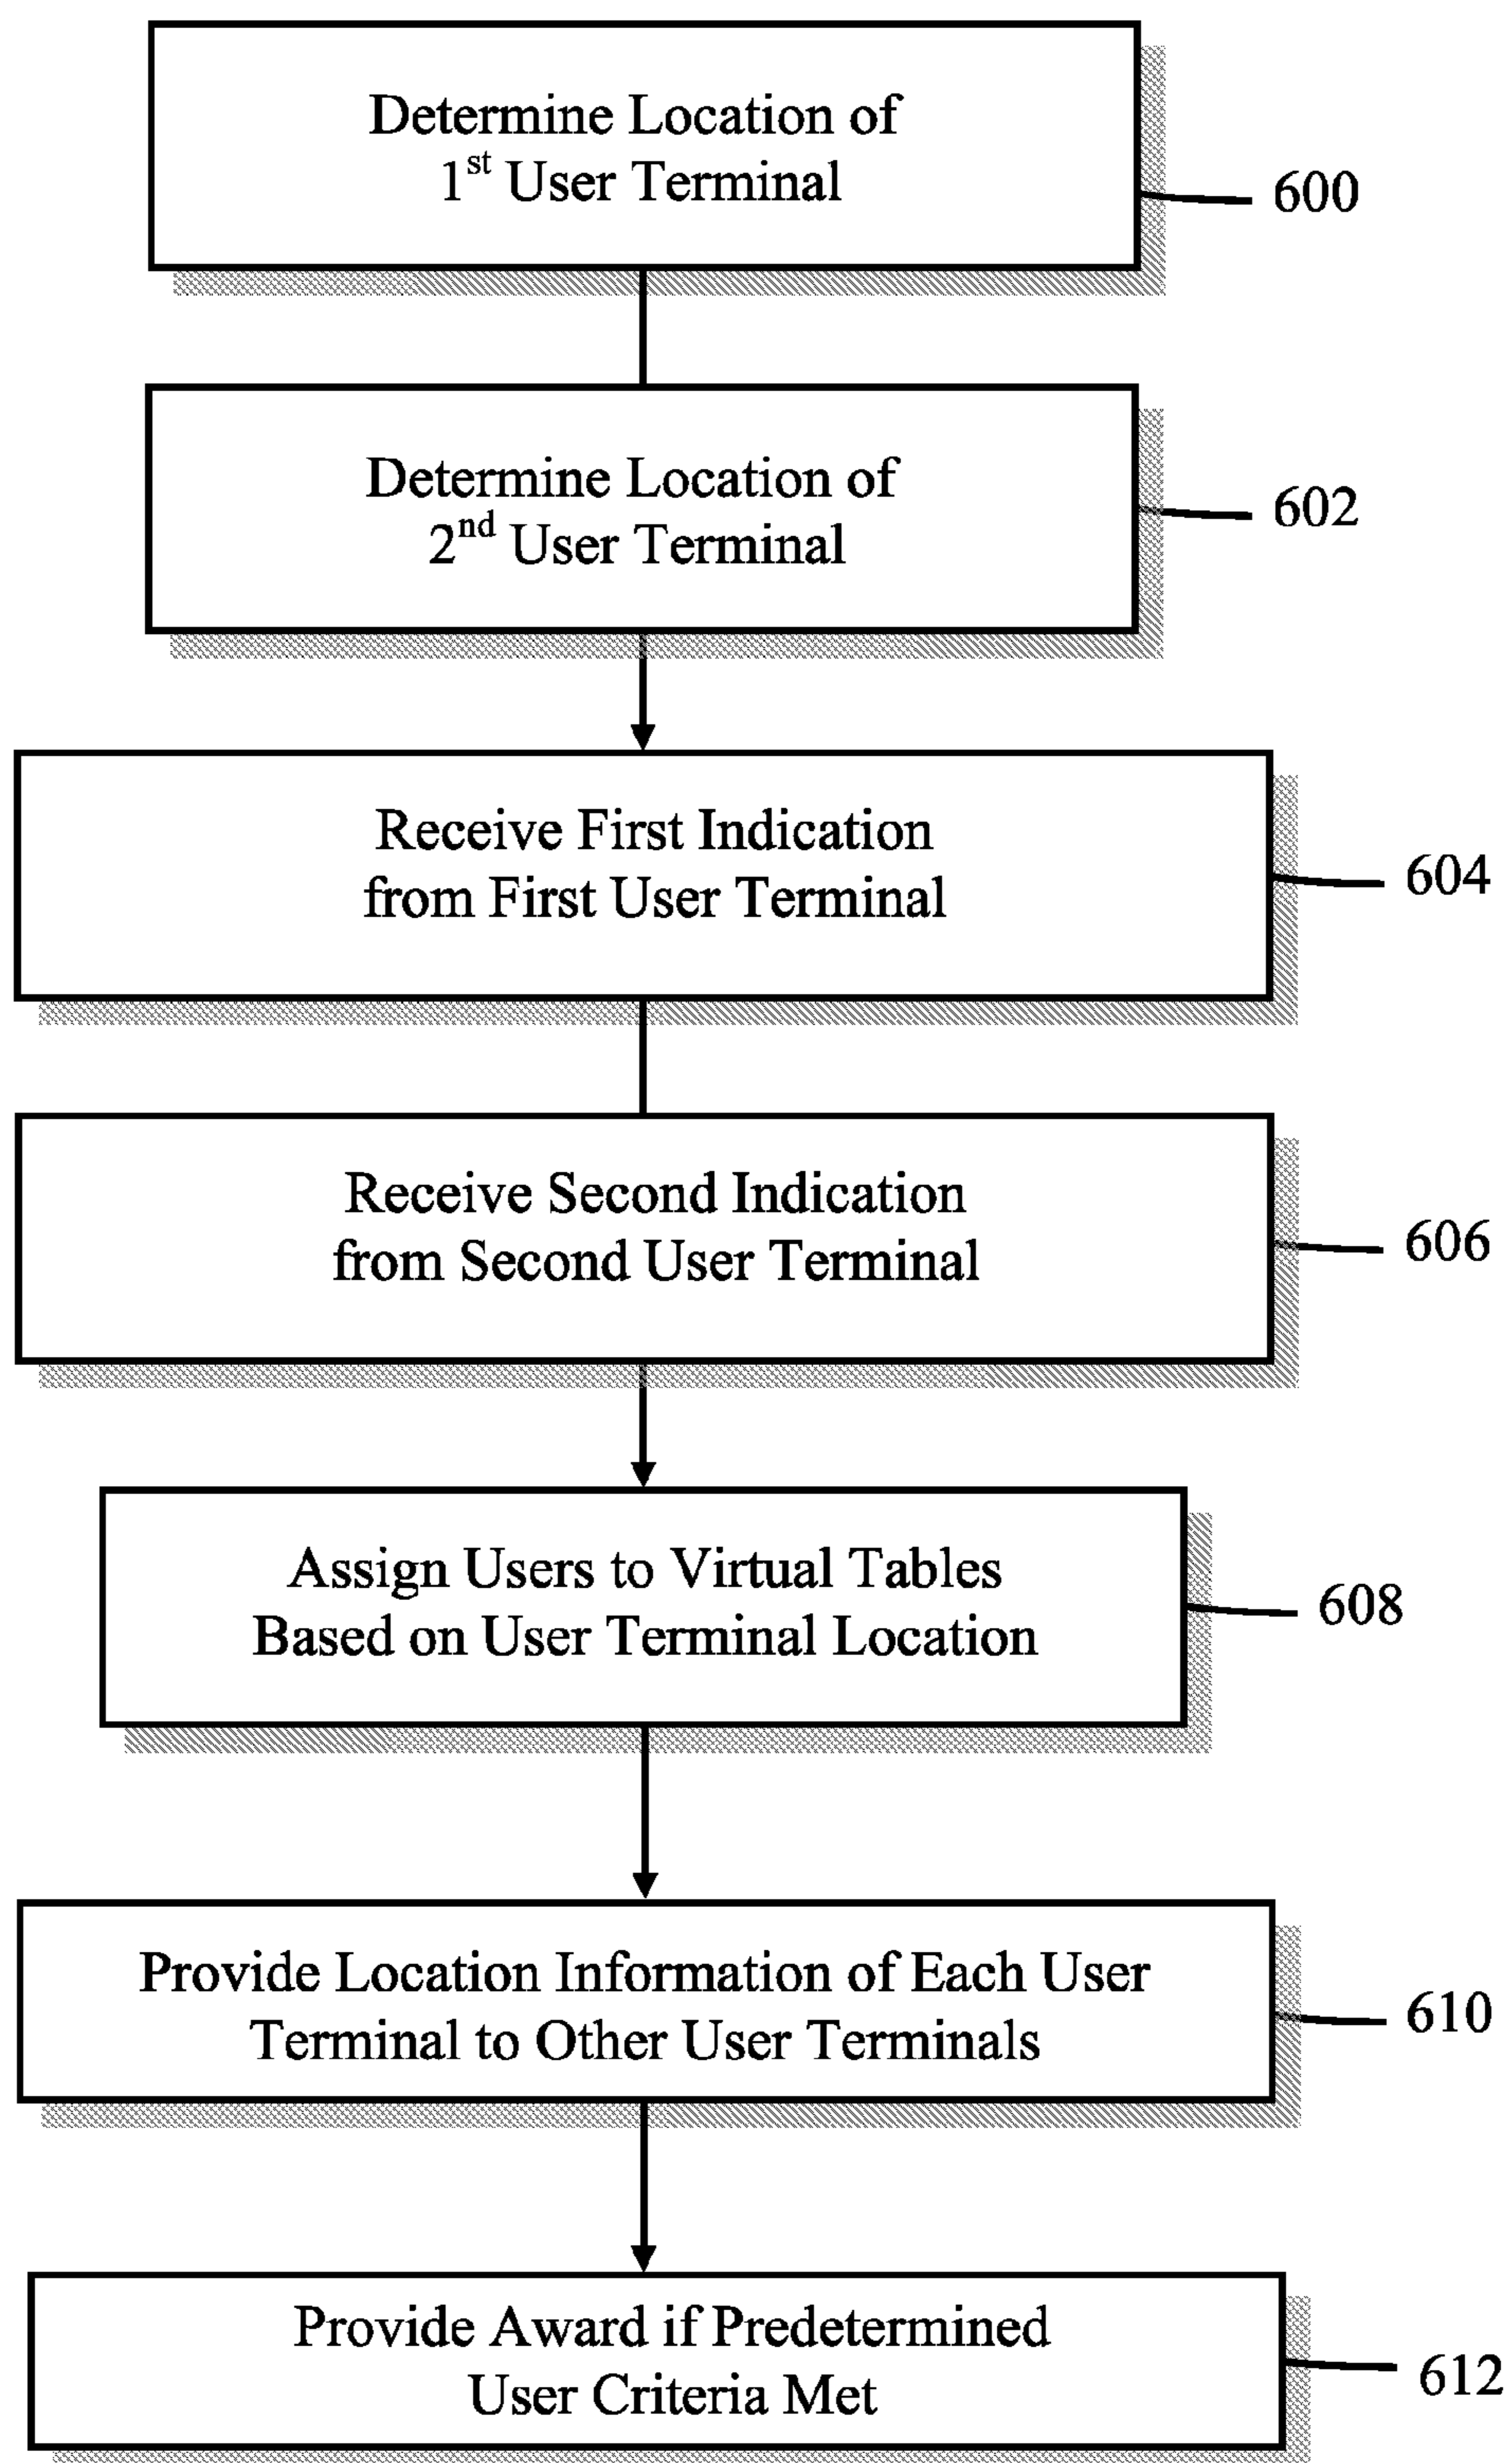 Determine Location of
1st User Terminal
600
Determine Location of
2nd User Terminal
602
Receive First Indication
from First User Terminal
604
Receive Second Indication
from Second User Terminal
606
Assign Users to Virtual Tables
Based on User Terminal Location
608
Provide Location Information of Each User
Terminal to Other User Terminals
610
Provide Award if Predetermined
User Criteria Met
612